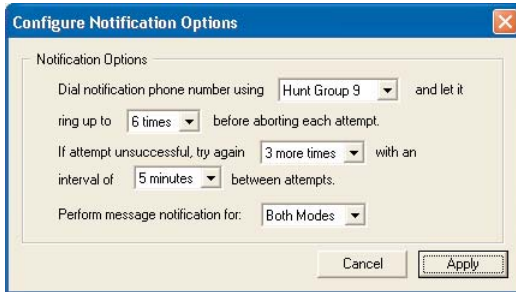 Configure Notification Options
Notification Options
Dial notification phone number using Hunt Group 9 and let it
ring up to 6 times before aborting each attempt.
If attempt unsuccessful, try again 3 more times with an
interval of 5 minutes between attempts.
Perform message notification for: Both Modes
Cancel Apply